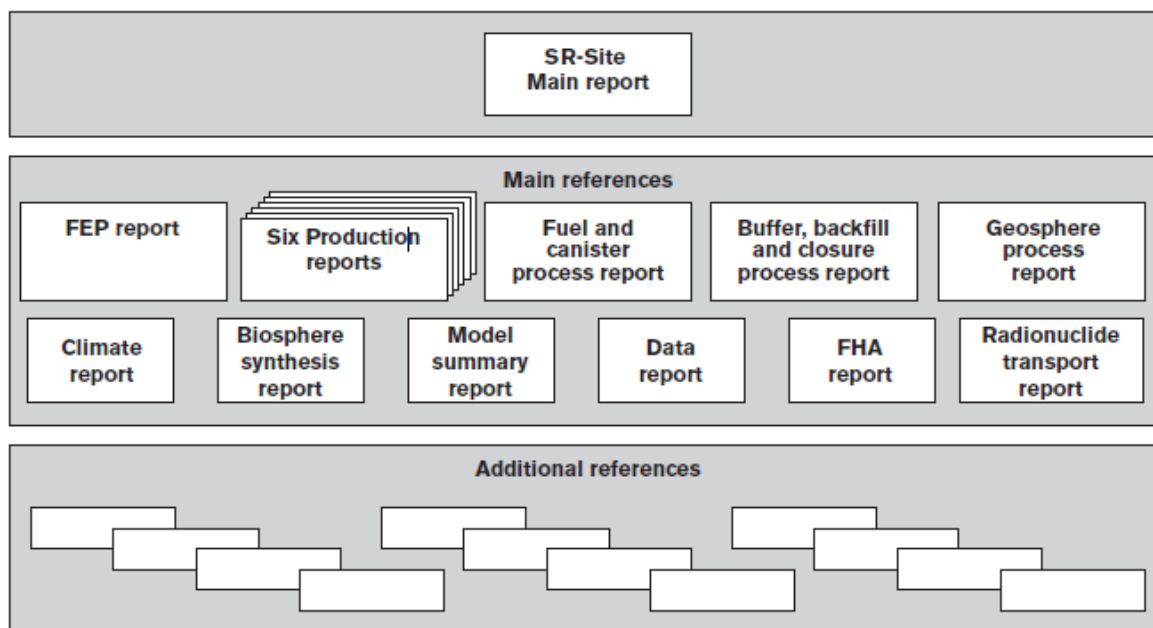 SR-Site
Main report
Main references
FEP report
Six Production
reports
Fuel and
canister
process report
Buffer, backfill
and closure
process report
Geosphere
process
report
Climate
report
Biosphere
synthesis
report
Model
summary
report
Data
report
FHA
report
Radionuclide
transport
report
Additional references